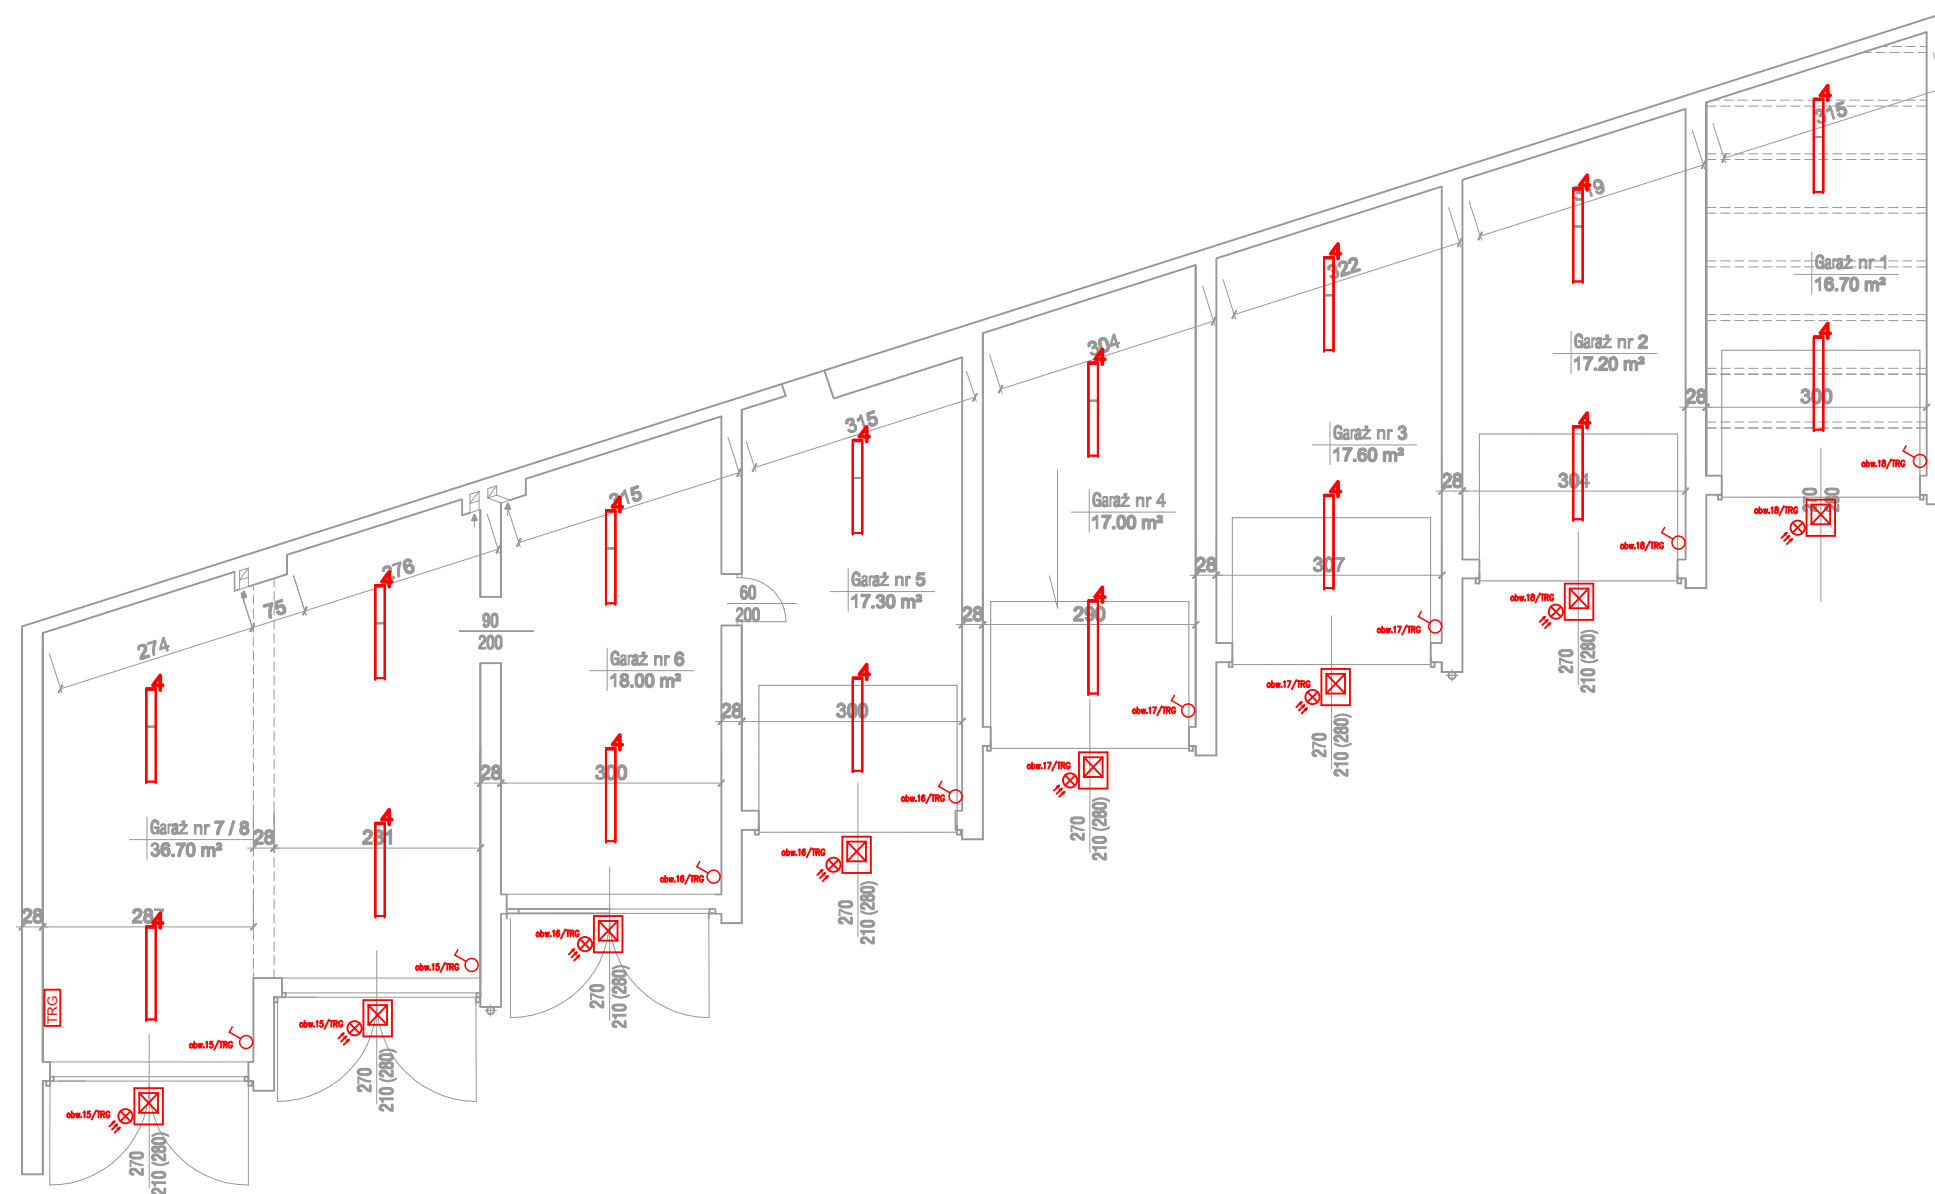 4
315
Garaż nr 1
16.70 m²
4
28
300
obw.18/TRG
obw.18/TRG
4
319
Garaż nr 2
17.20 m²
4
28
304
obw.18/TRG
obw.18/TRG
270
210 (280)
4
322
Garaż nr 3
17.60 m²
4
28
307
obw.17/TRG
obw.17/TRG
270
210 (280)
304
4
Garaż nr 4
17.00 m²
4
28
290
obw.17/TRG
obw.17/TRG
270
210 (280)
315
4
Garaż nr 5
17.30 m²
60
200
4
28
300
obw.16/TRG
obw.16/TRG
270
210 (280)
315
4
90
200
Garaż nr 6
18.00 m²
4
28
300
obw.16/TRG
obw.16/TRG
270
210 (280)
276
4
75
274
4
4
Garaż nr 7 / 8
36.70 m²
28
281
28
287
4
TRG
obw.15/TRG
obw.15/TRG
270
210 (280)
obw.15/TRG
obw.15/TRG
270
210 (280)